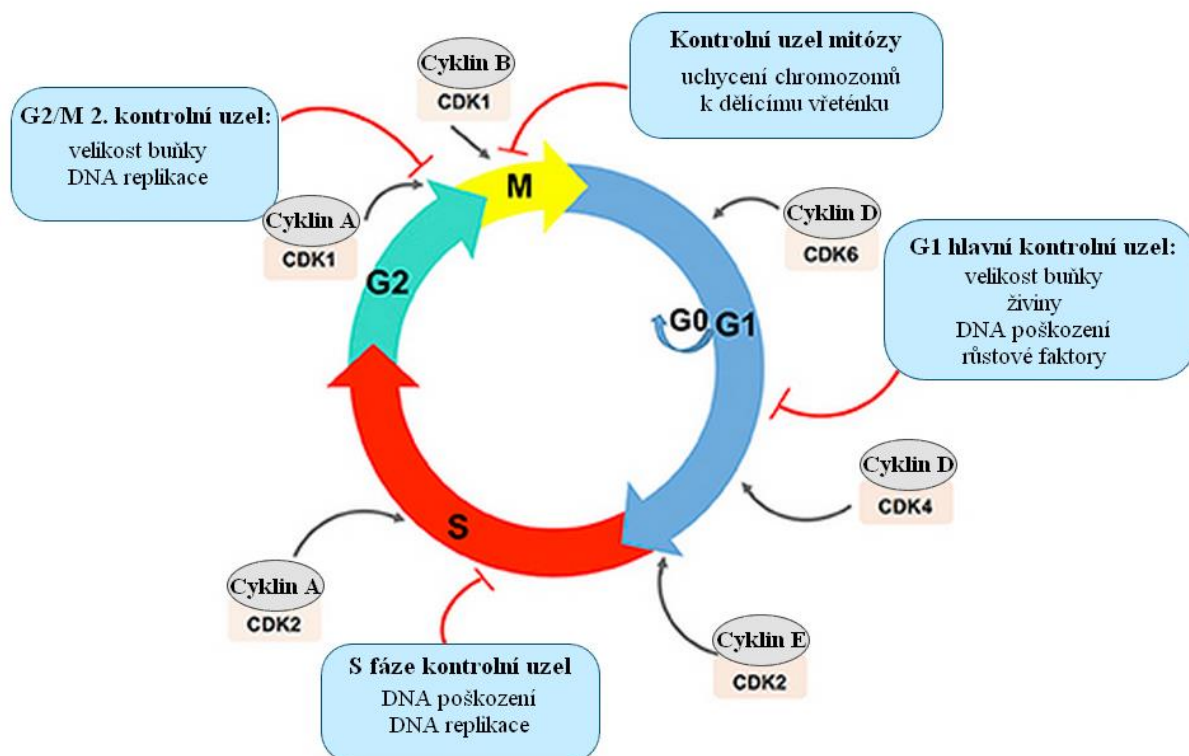 Kontrolní uzel mitózy
uchycení chromozomů
k dělícímu vřeténku
Cyklin B
CDK1
G2/M 2. kontrolní uzel:
velikost buňky
DNA replikace
Cyklin A
CDK1
M
Cyklin D
CDK6
G1 hlavní kontrolní uzel:
velikost buňky
živiny
DNA poškození
růstové faktory
G2
G0
G1
Cyklin D
CDK4
S
Cyklin A
CDK2
Cyklin E
CDK2
S fáze kontrolní uzel
DNA poškození
DNA replikace